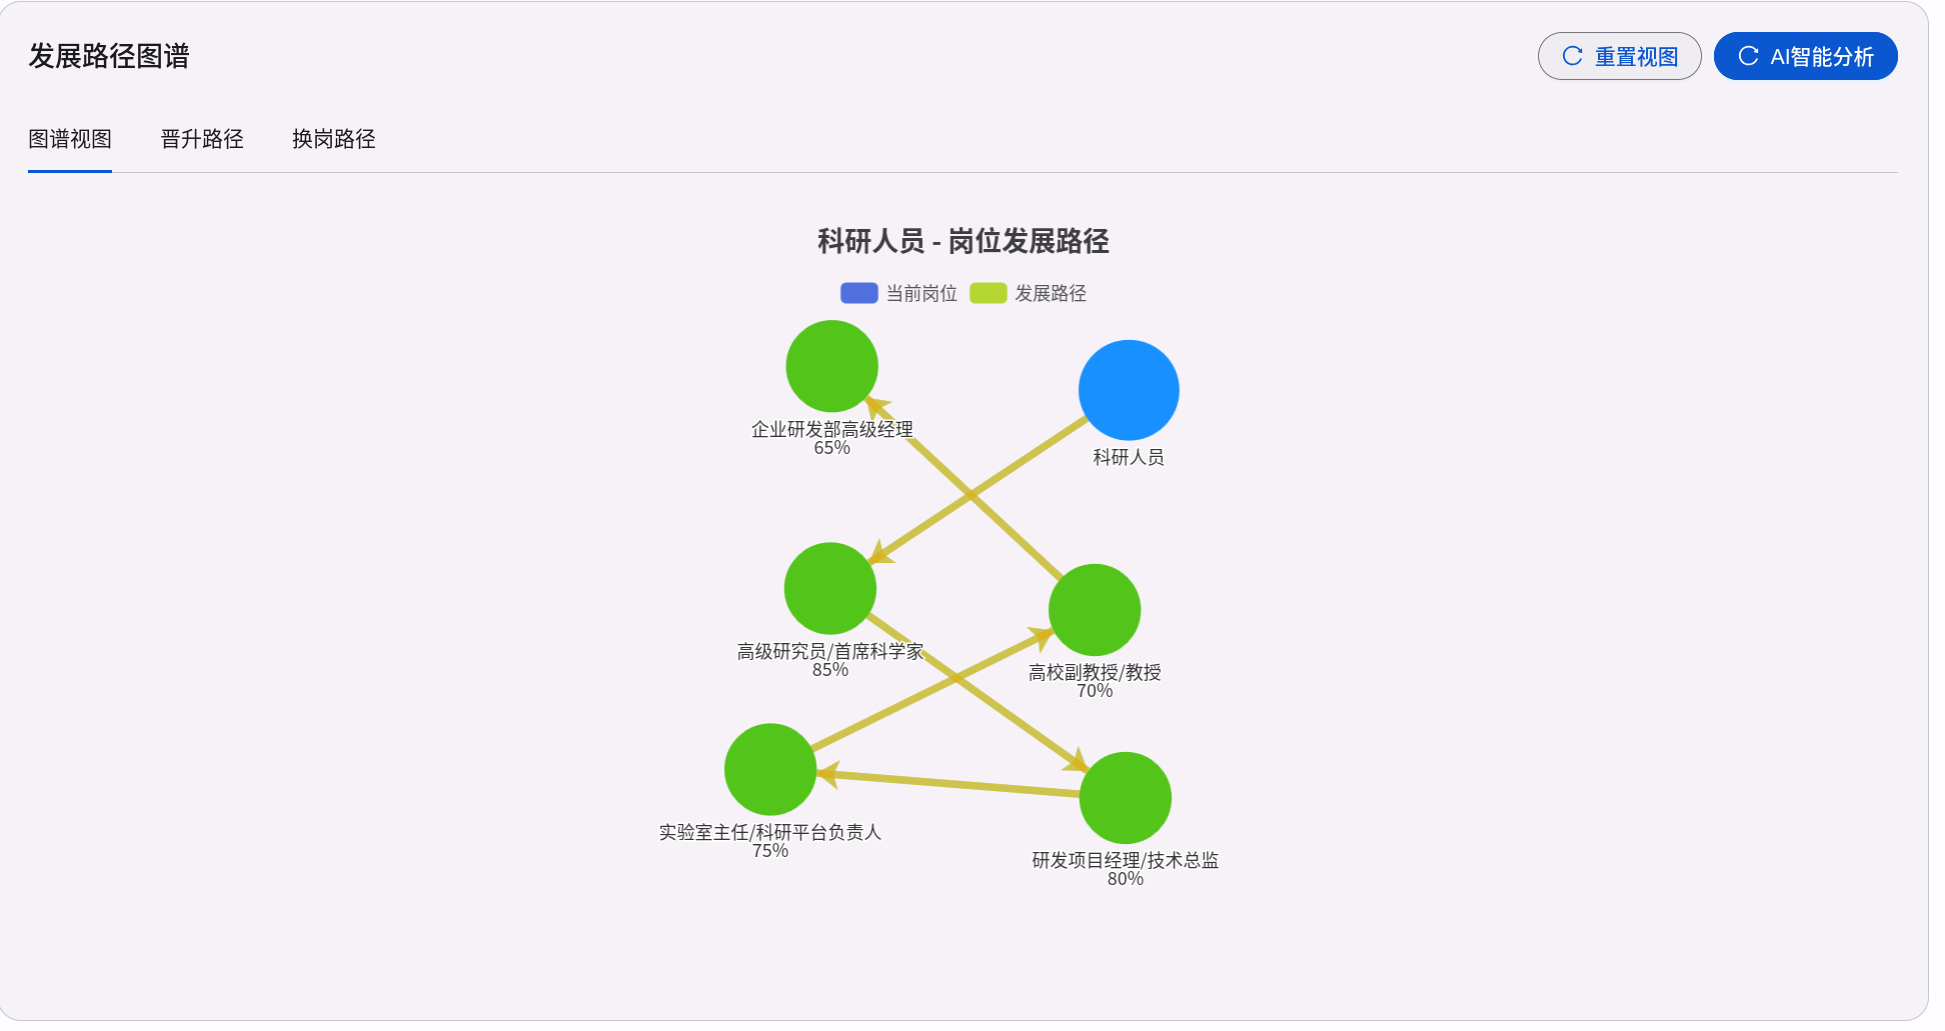 发展路径图谱
重置视图
AI智能分析
图谱视图
晋升路径
换岗路径
科研人员 - 岗位发展路径
当前岗位
发展路径
企业研发部高级经理
65%
科研人员
高级研究员/首席科学家
85%
高校副教授/教授
70%
实验室主任/科研平台负责人
75%
研发项目经理/技术总监
80%